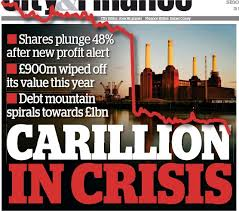 City&Finance
Shares plunge 48%
after new profit alert
£900m wiped off
its value this year
Debt mountain
spirals towards £1bn
CARILLION
IN CRISIS